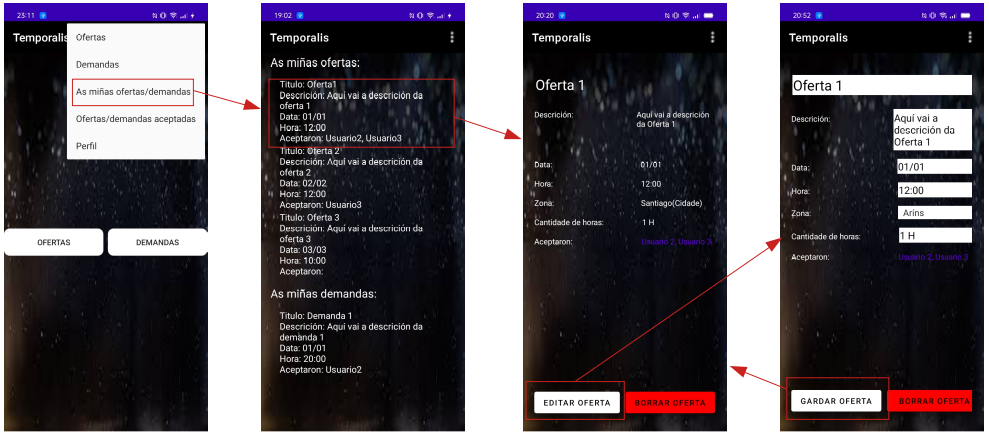 23:11
Temporalis
Ofertas
Demandas
As miñas ofertas/demandas
Ofertas/demandas aceptadas
Perfil
OFERTAS
DEMANDAS
19:02
Temporalis
As miñas ofertas:
Titulo: Oferta1
Descrición: Aquí vai a descrición da
oferta 1
Data: 01/01
Hora: 12:00
Aceptaron: Usuario2, Usuario3
Titulo: Oferta 2
Descrición: Aquí vai a descrición da
oferta 2
Data: 02/02
Hora: 12:00
Aceptaron: Usuario3
Titulo: Oferta 3
Descrición: Aquí vai a descrición da
oferta 3
Data: 03/03
Hora: 10:00
Aceptaron:
As miñas demandas:
Titulo: Demanda 1
Descrición: Aquí vai a descrición da
demanda 1
Data: 01/01
Hora: 20:00
Aceptaron: Usuario2
20:20
Temporalis
Oferta 1
Descrición: Aquí vai a descrición
da Oferta 1
Data: 01/01
Hora: 12:00
Zona: Santiago(Cidade)
Cantidade de horas: 1 H
Aceptaron: Usuario 2, Usuario 3
EDITAR OFERTA
BORRAR OFERTA
20:52
Temporalis
Oferta 1
Descrición: Aquí vai a
descrición da
Oferta 1
Data: 01/01
Hora: 12:00
Zona: Aríns
Cantidade de horas: 1 H
Aceptaron: Usuario 2, Usuario 3
GARDAR OFERTA
BORRAR OFERTA